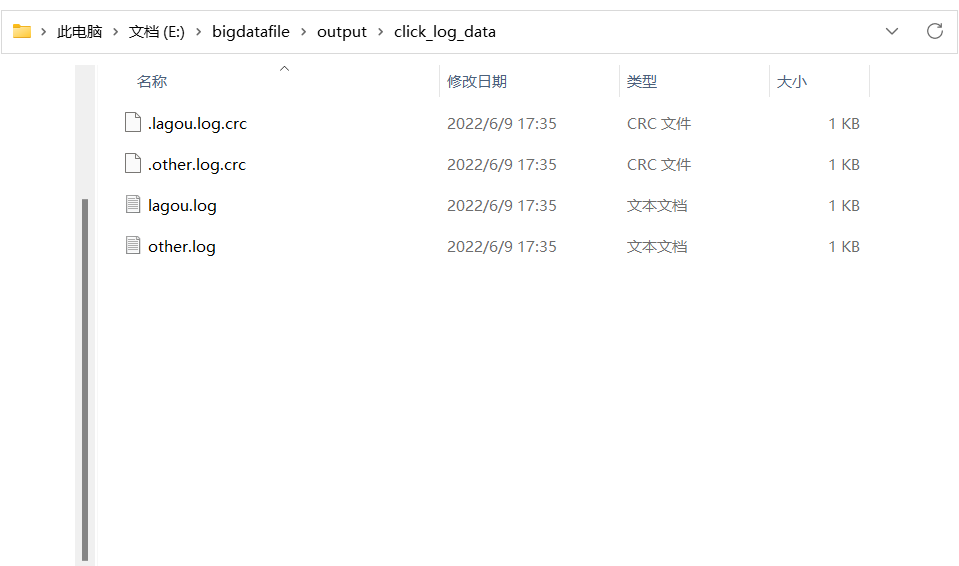 此电脑 > 文档 (E:) > bigdatafile > output > click_log_data
名称 修改日期 类型 大小
.lagou.log.crc 2022/6/9 17:35 CRC 文件 1 KB
.other.log.crc 2022/6/9 17:35 CRC 文件 1 KB
lagou.log 2022/6/9 17:35 文本文档 1 KB
other.log 2022/6/9 17:35 文本文档 1 KB